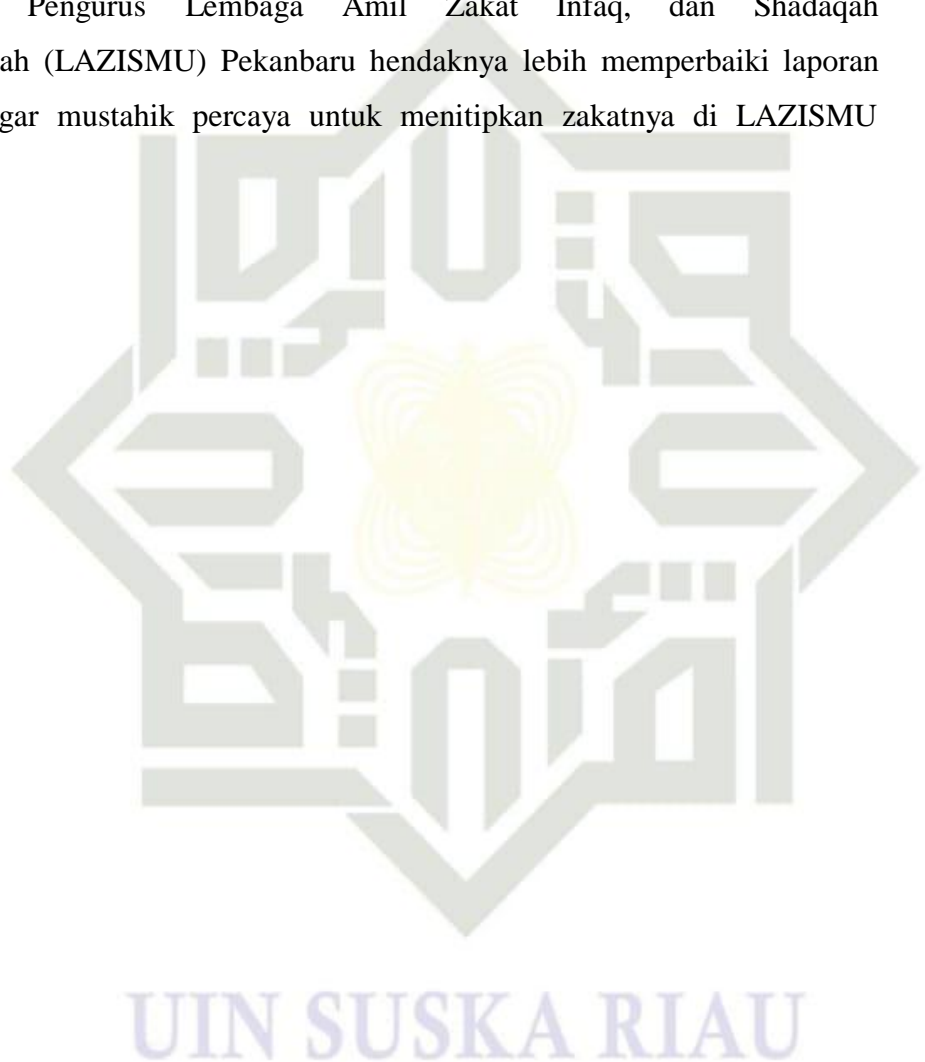 Pengurus Lembaga Amil Zakat Infaq, dan Shadaqah
ah (LAZISMU) Pekanbaru hendaknya lebih memperbaiki laporan
gar mustahik percaya untuk menitipkan zakatnya di LAZISMU
UIN SUSKA RIAU